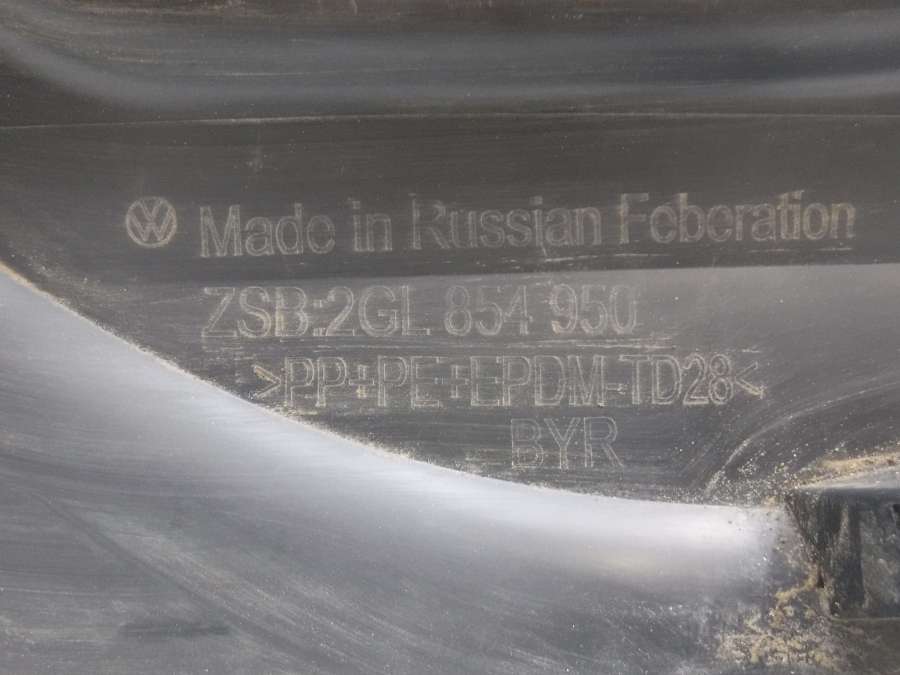 Made in Russian Feberation
ZSB:2GL 854 950
>PP+PE+EPDM-TD28<
BYR